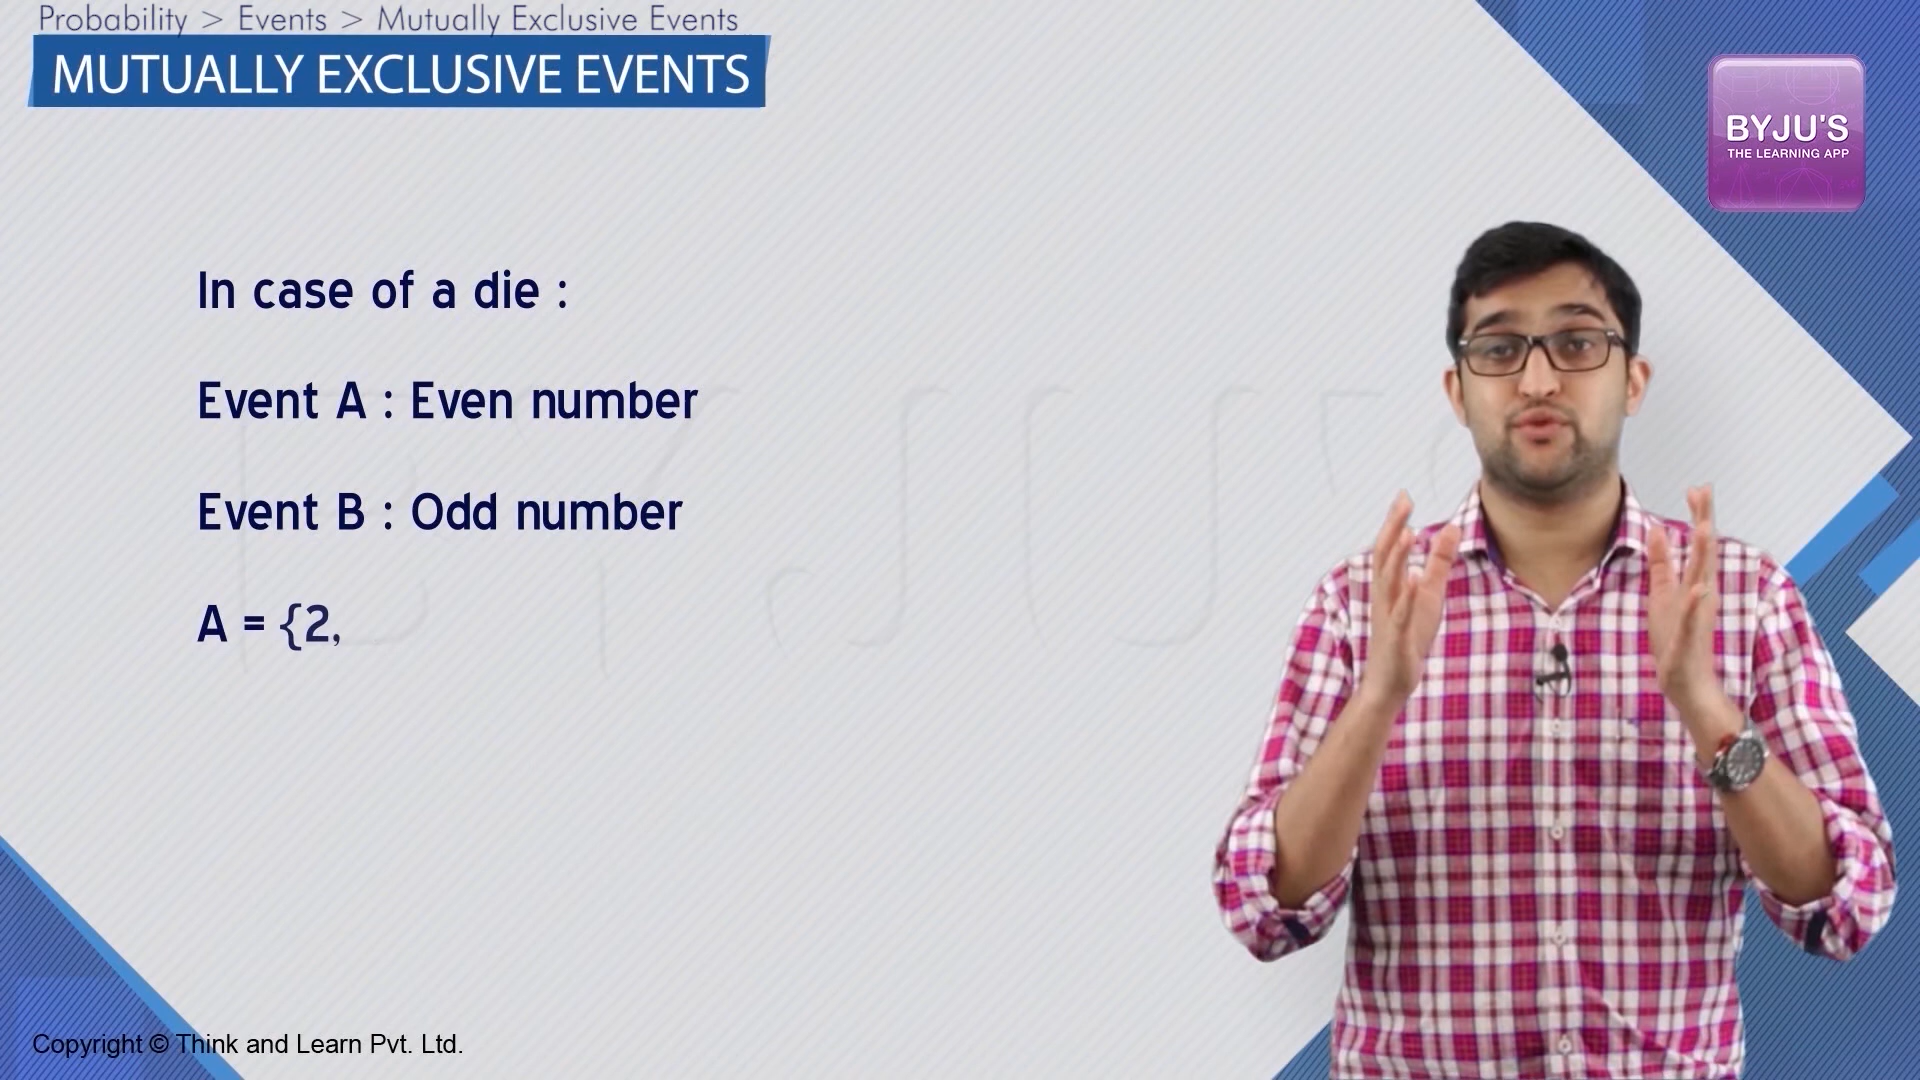 Probability > Events > Mutually Exclusive Events
MUTUALLY EXCLUSIVE EVENTS
BYJU'S
THE LEARNING APP
In case of a die :
Event A : Even number
Event B : Odd number
A = {2,
BYJU'S
Copyright © Think and Learn Pvt. Ltd.